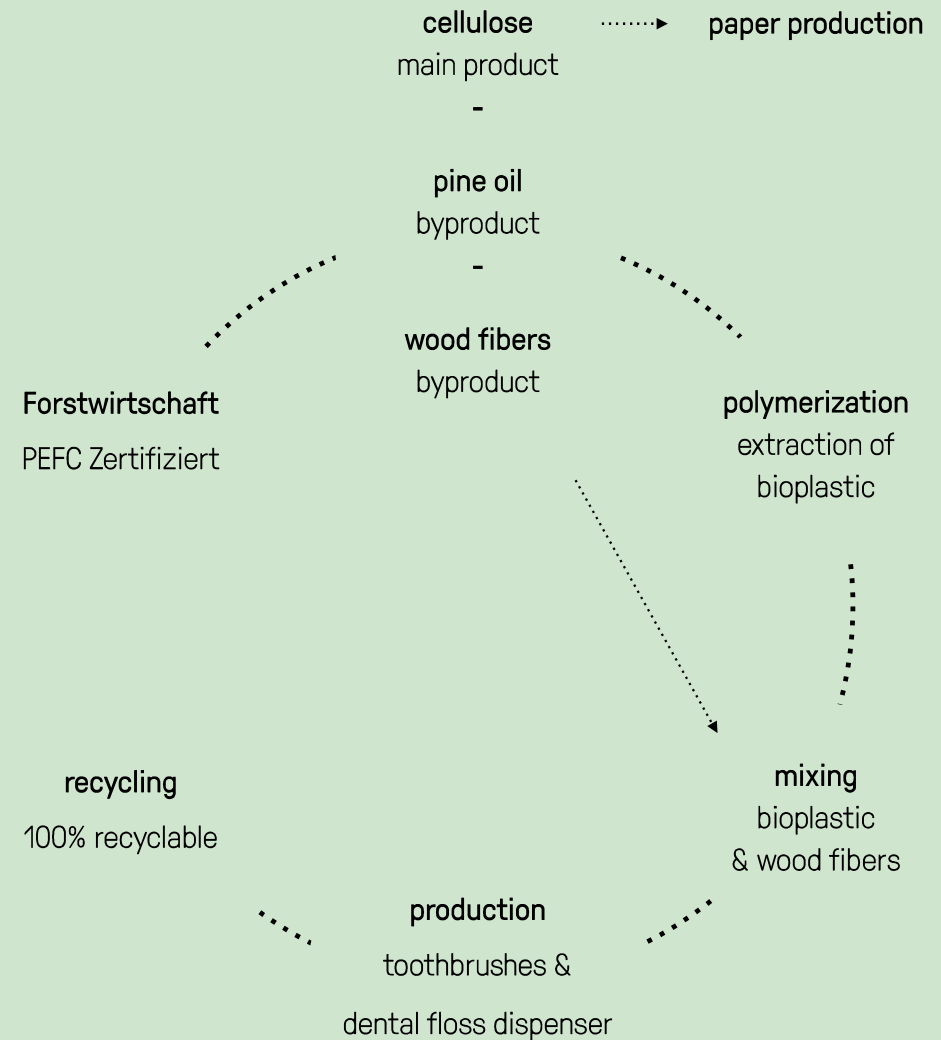 cellulose
main product
-
paper production
pine oil
byproduct
-
wood fibers
byproduct
Forstwirtschaft
PEFC Zertifiziert
polymerization
extraction of
bioplastic
mixing
bioplastic
& wood fibers
recycling
100% recyclable
production
toothbrushes &
dental floss dispenser